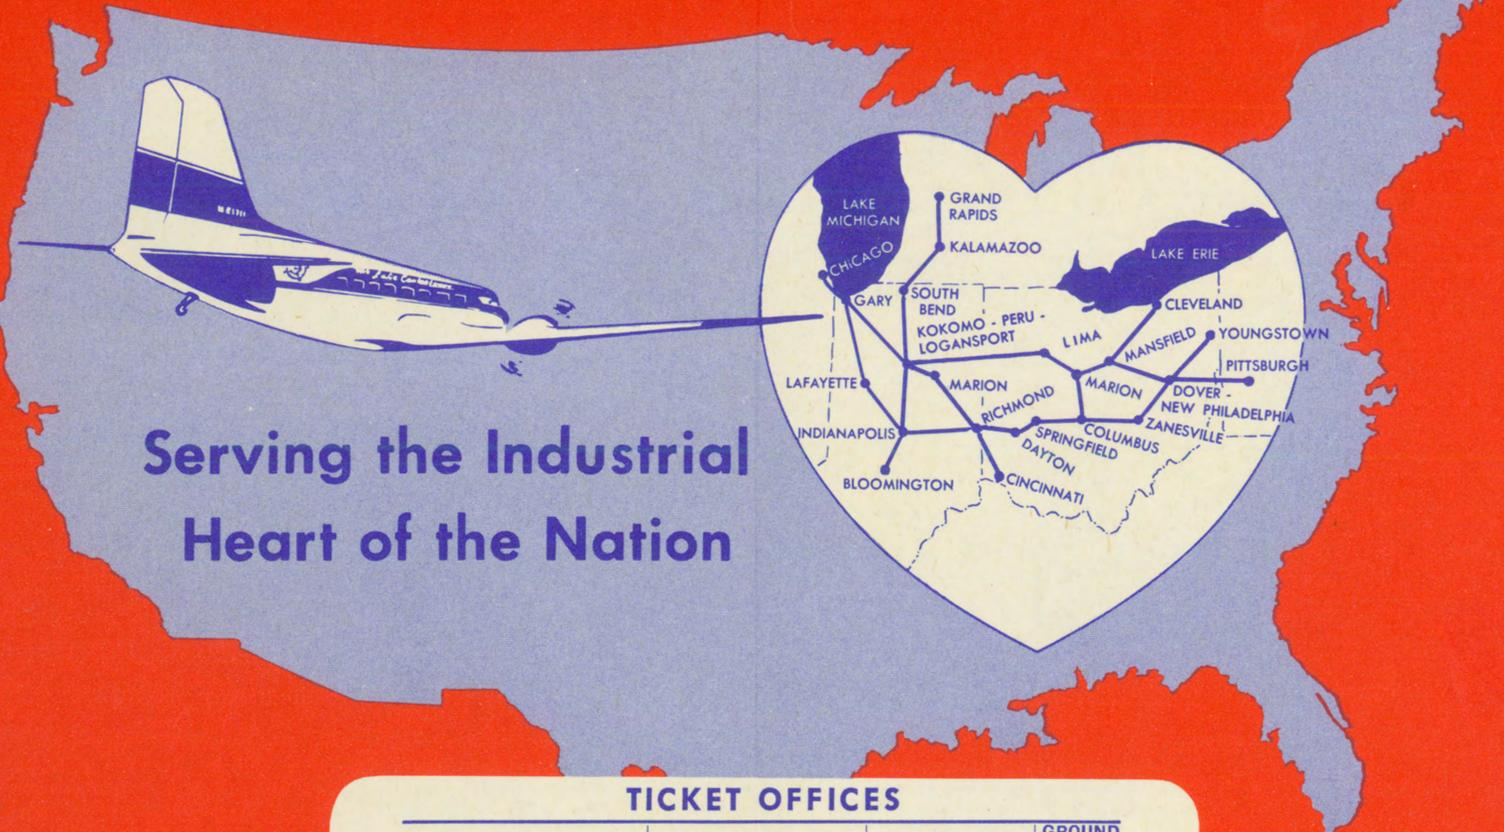 LAKE
MICHIGAN
GRAND
RAPIDS
KALAMAZOO
CHICAGO
LAKE ERIE
GARY
SOUTH
BEND
CLEVELAND
KOKOMO - PERU -
LOGANSPORT
LIMA
MANSFIELD
YOUNGSTOWN
PITTSBURGH
LAFAYETTE
MARION
MARION
DOVER -
NEW PHILADELPHIA
RICHMOND
INDIANAPOLIS
SPRINGFIELD
COLUMBUS
ZANESVILLE
DAYTON
BLOOMINGTON
CINCINNATI
Serving the Industrial
Heart of the Nation
TICKET OFFICES
GROUND